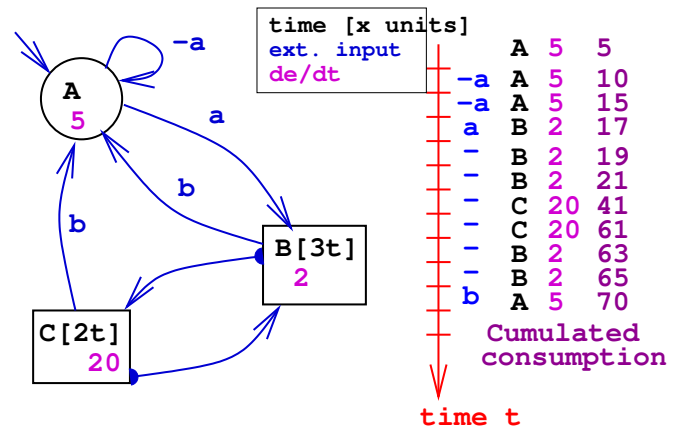 time [x units]
ext. input
de/dt
-a
A
5
a
b
b
B[3t]
2
C[2t]
20
A 5 5
-a A 5 10
-a A 5 15
a B 2 17
- B 2 19
- B 2 21
- C 20 41
- C 20 61
- B 2 63
- B 2 65
b A 5 70
Cumulated
consumption
time t